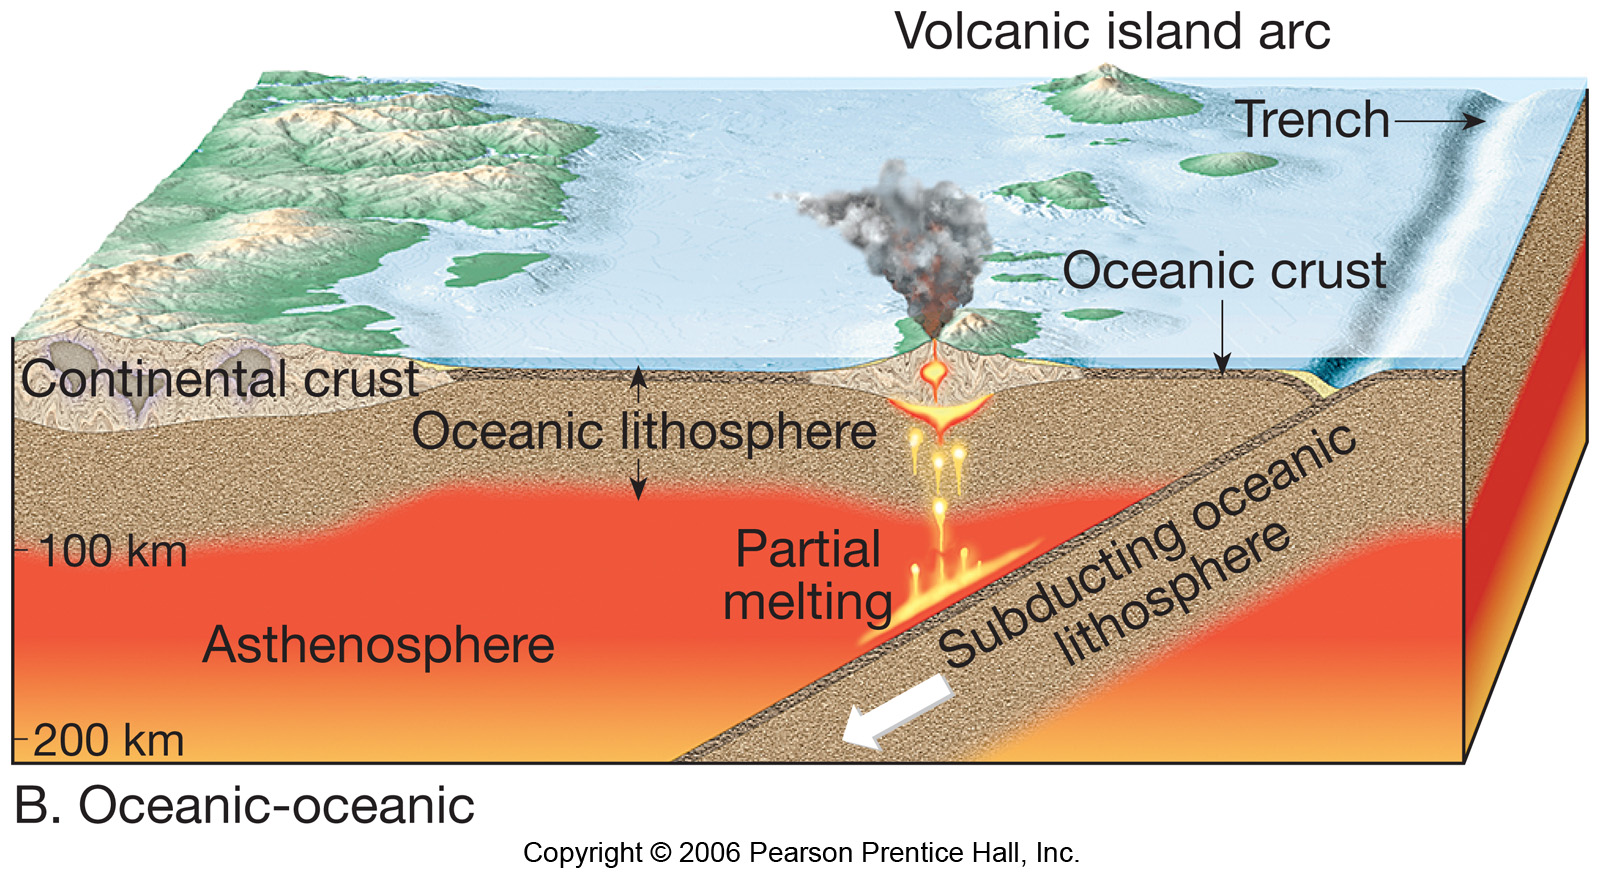 Volcanic island arc
Trench
Oceanic crust
Continental crust
Oceanic lithosphere
Subducting oceanic
lithosphere
100 km
Partial
melting
Asthenosphere
200 km
B. Oceanic-oceanic
Copyright © 2006 Pearson Prentice Hall, Inc.